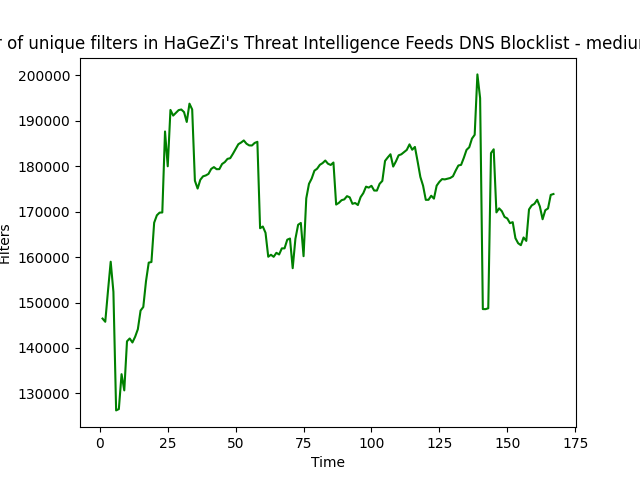 r of unique filters in HaGeZi's Threat Intelligence Feeds DNS Blocklist - mediu
200000
190000
180000
170000
160000
150000
140000
130000
Filters
0 25 50 75 100 125 150 175
Time